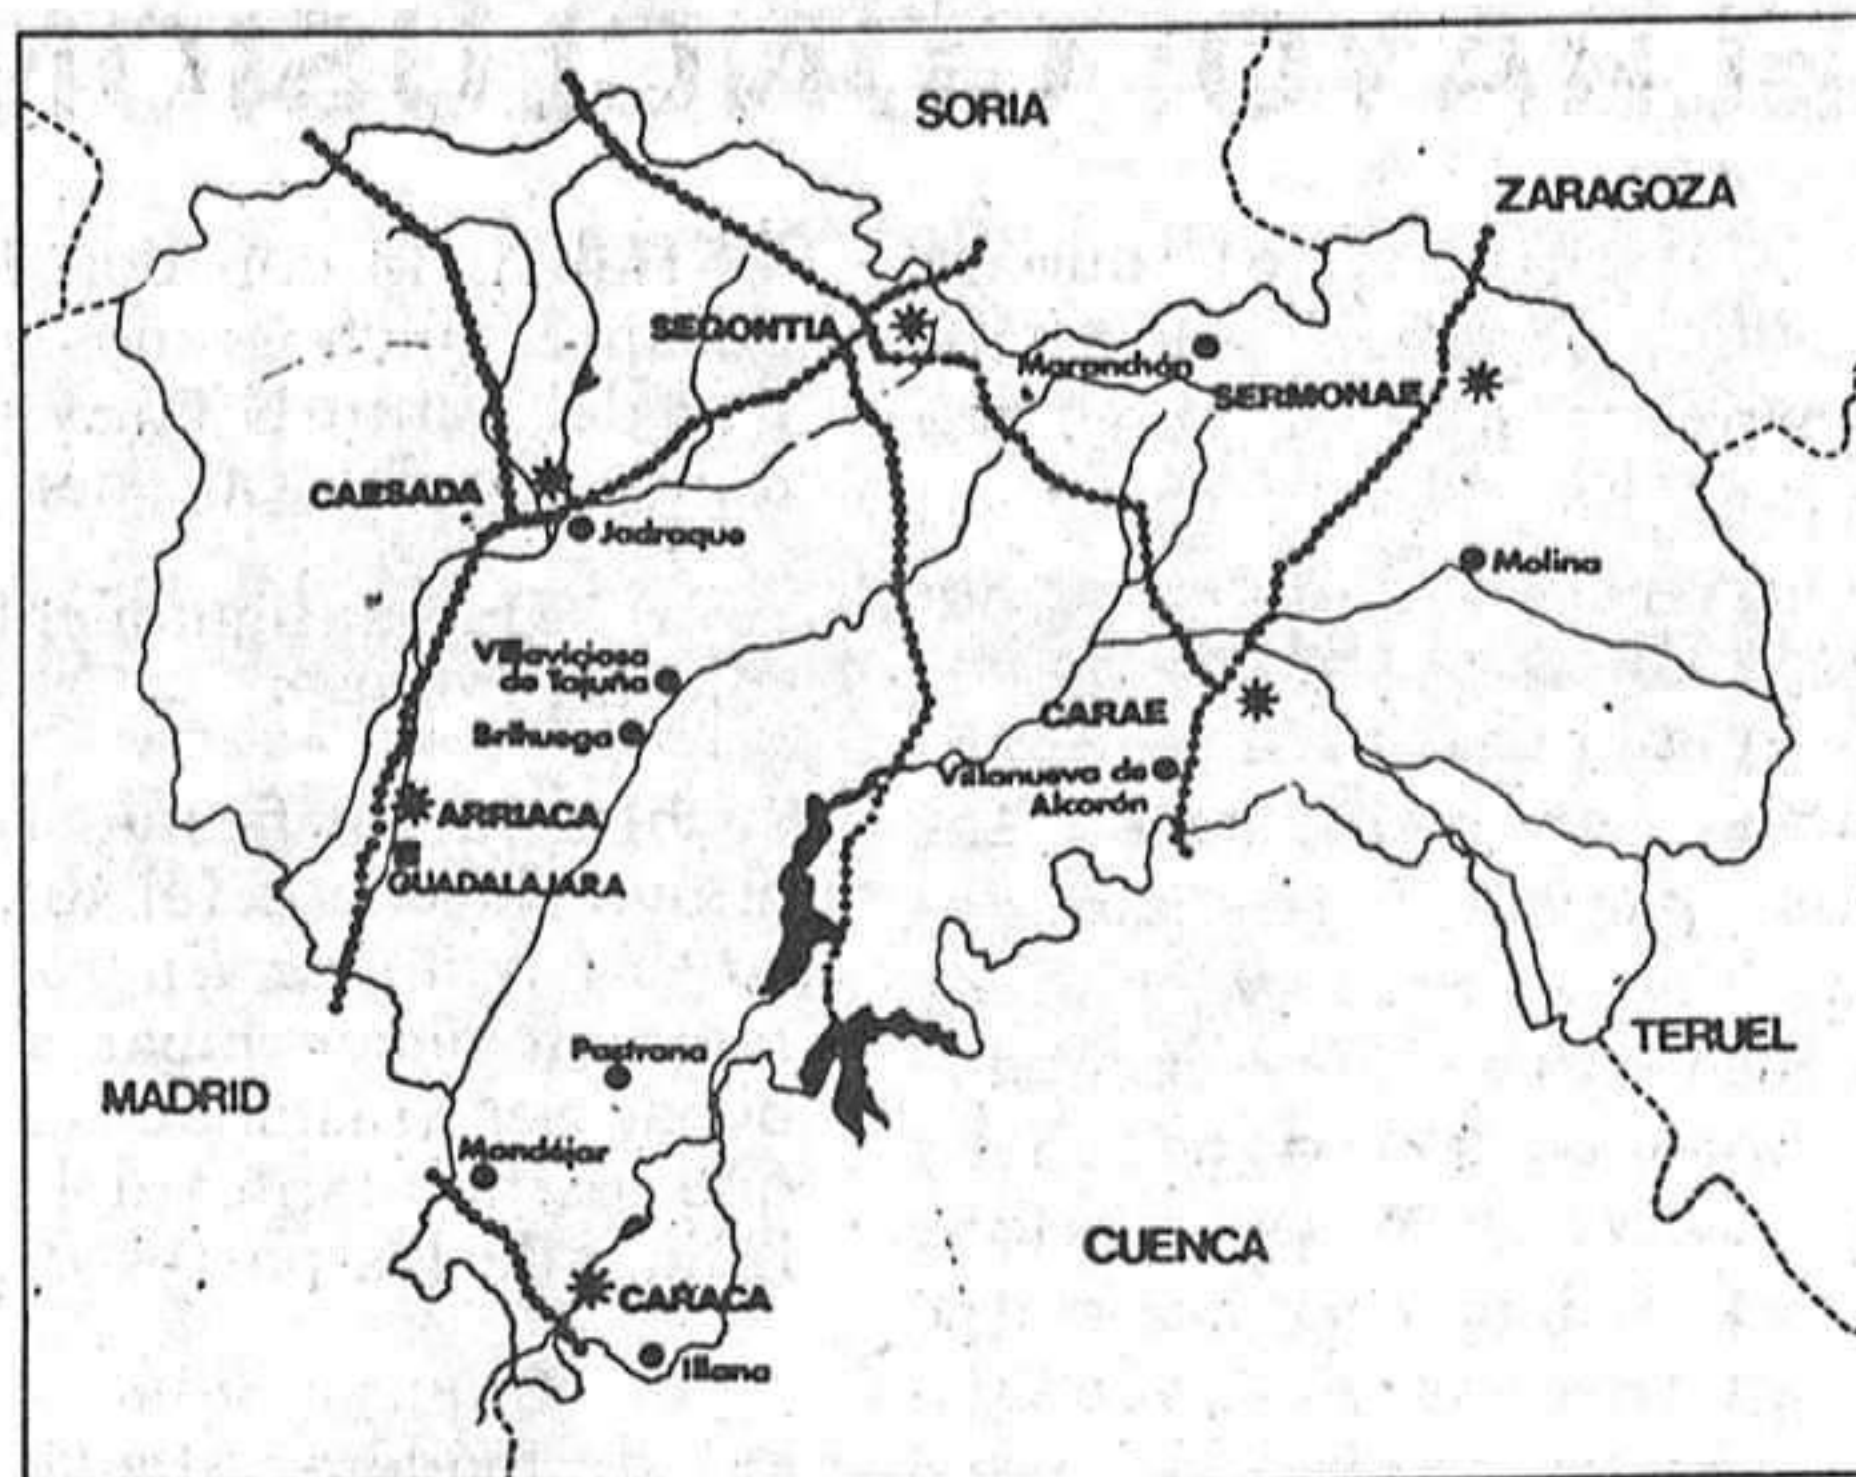 SORIA
ZARAGOZA
SEGONTIA
Maranchón
SERMONAE
CAESADA
Jadraque
Molina
Villaviciosa
de Tajuña
CARAE
Brihuega
Villanueva de
Alcorón
ARRIACA
GUADALAJARA
TERUEL
Pastrana
MADRID
Mondéjar
CUENCA
CARACA
Illana